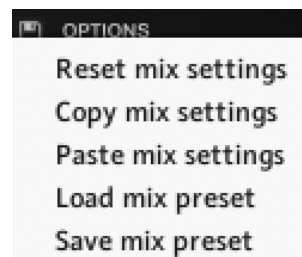 OPTIONS
Reset mix settings
Copy mix settings
Paste mix settings
Load mix preset
Save mix preset